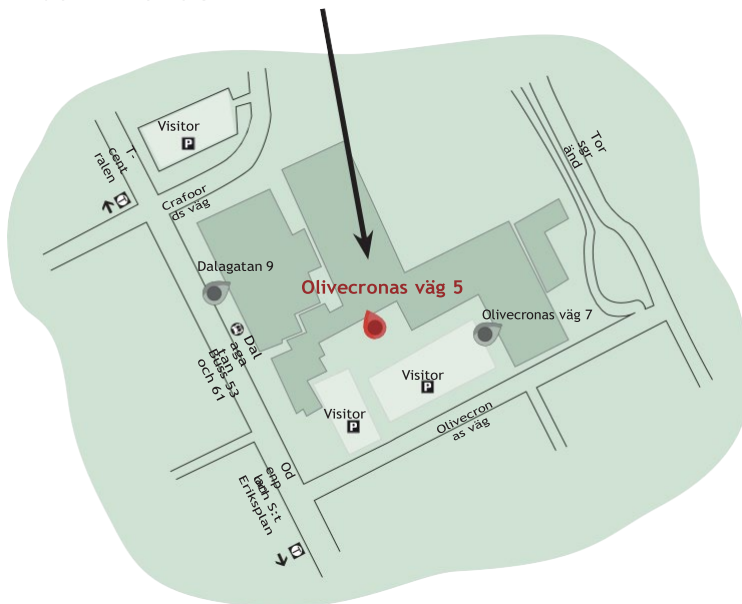 Visitor
P
T-
cent
ralen
T
Crafoor
ds väg
Tor
sgr
änd
Dalagatan 9
Olivecronas väg 5
Olivecronas väg 7
Dal
aga
tan
Buss 53
och 61
Visitor
P
Visitor
P
Olivecron
as väg
Od
enp
lan
och S:t
Eriksplan
T